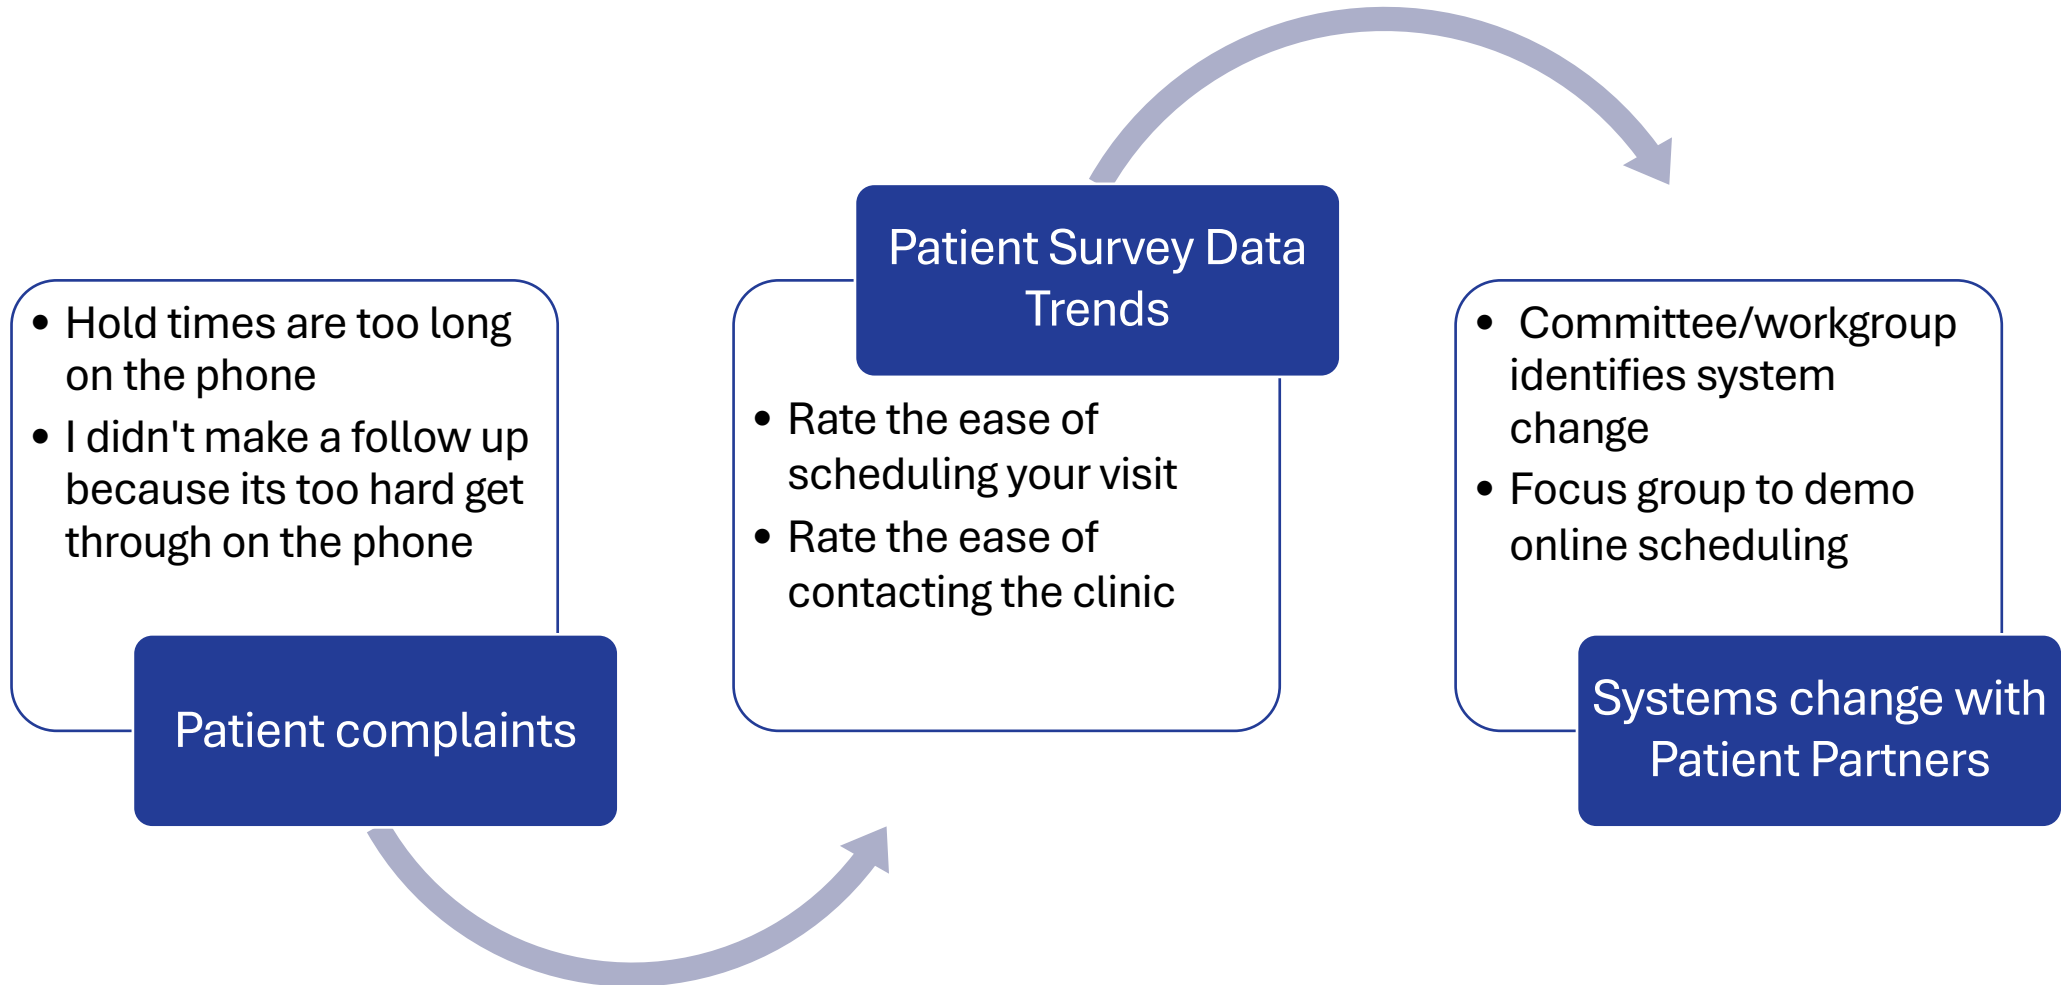 • Hold times are too long
on the phone
• I didn't make a follow up
because its too hard get
through on the phone
Patient complaints
Patient Survey Data
Trends
• Rate the ease of
scheduling your visit
• Rate the ease of
contacting the clinic
• Committee/workgroup
identifies system
change
• Focus group to demo
online scheduling
Systems change with
Patient Partners